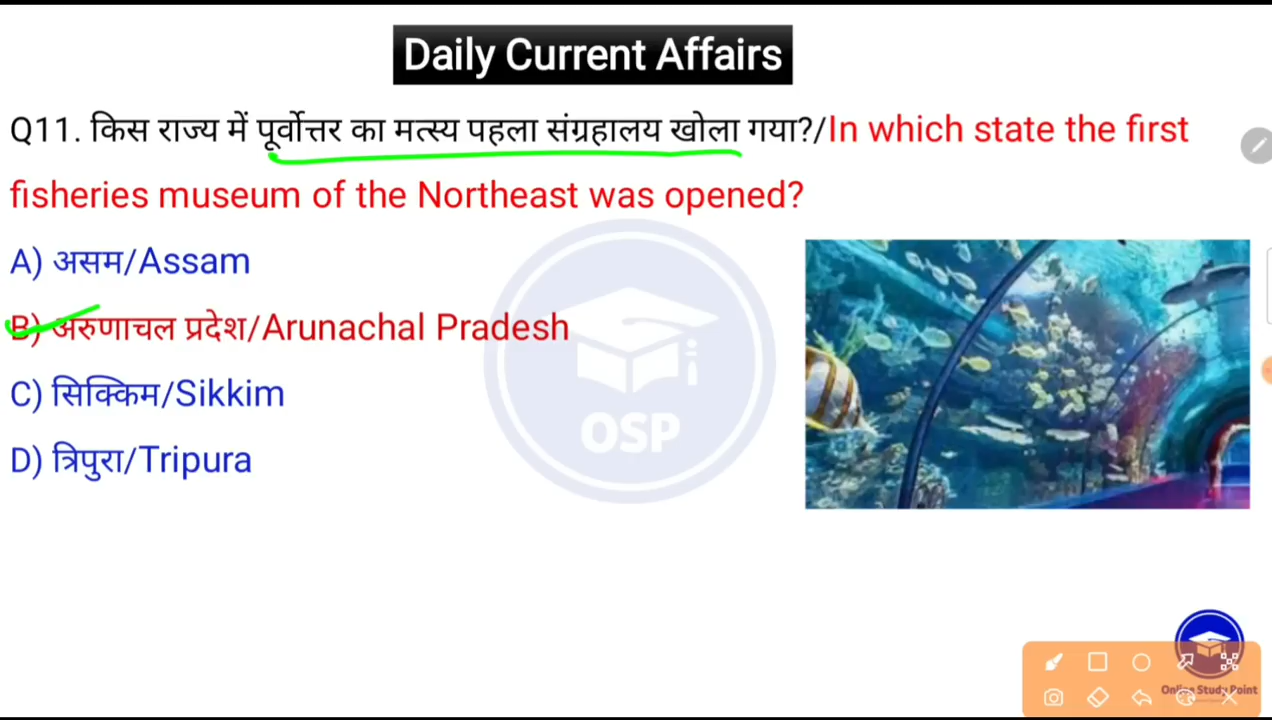 Daily Current Affairs
Q11. किस राज्य में पूर्वोत्तर का मत्स्य पहला संग्रहालय खोला गया?/In which state the first
fisheries museum of the Northeast was opened?
A) असम/Assam
B) अरुणाचल प्रदेश/Arunachal Pradesh
C) सिक्किम/Sikkim
D) त्रिपुरा/Tripura
OSP
Online Study Point